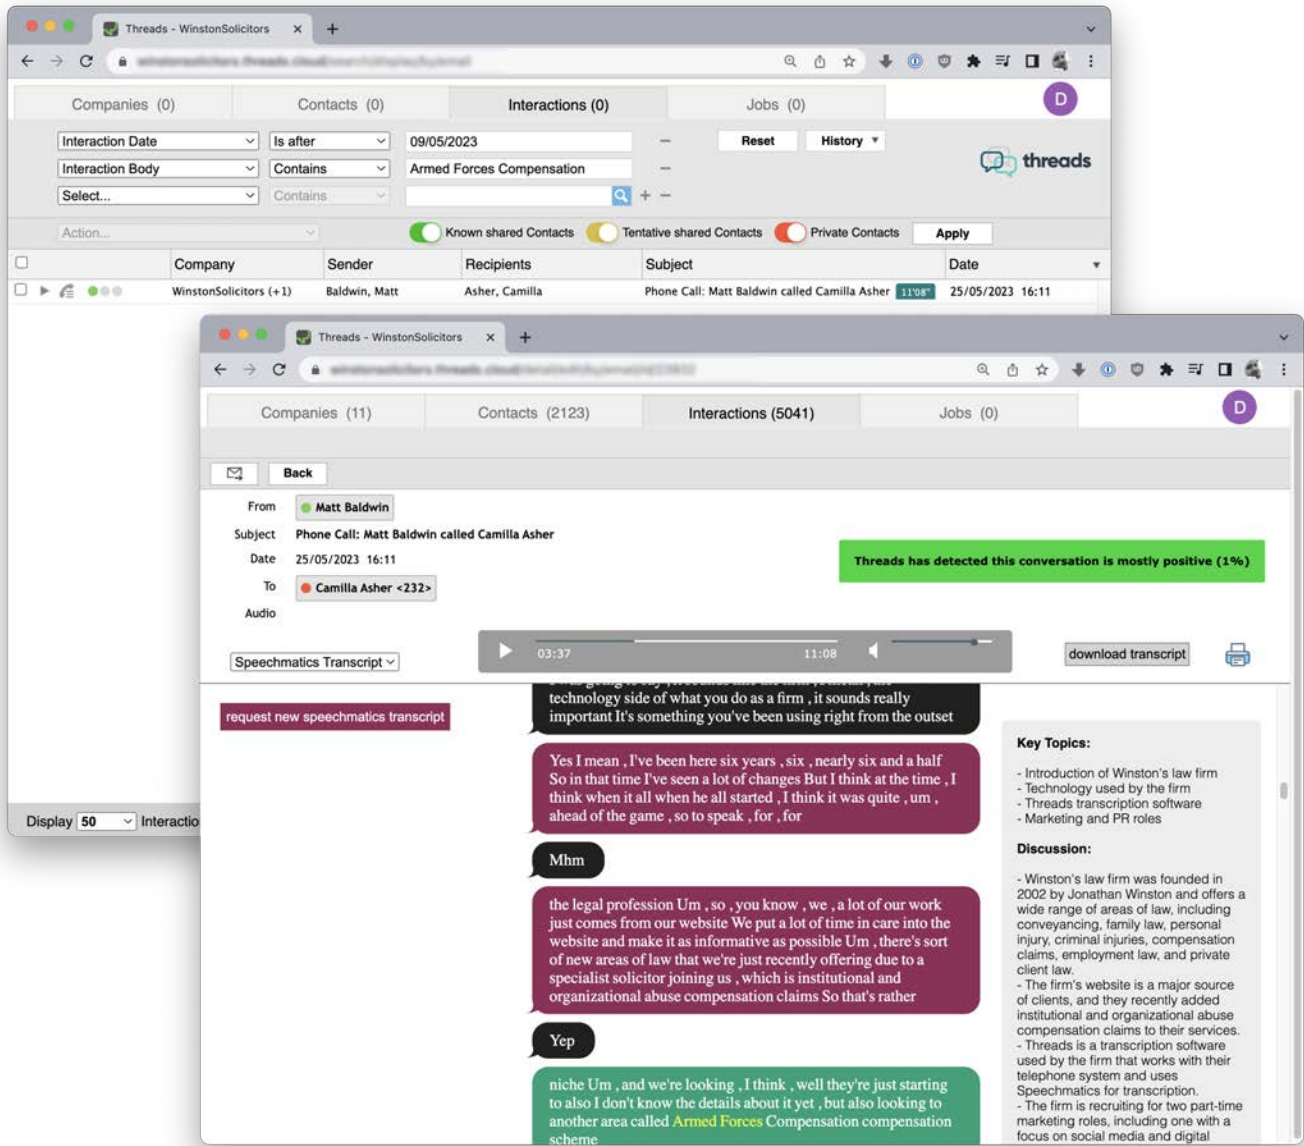 Threads - WinstonSolicitors
Companies (0) Contacts (0) Interactions (0) Jobs (0) D
Interaction Date Is after 09/05/2023 Reset History
Interaction Body Contains Armed Forces Compensation threads
Select... Contains
Action... Known shared Contacts Tentative shared Contacts Private Contacts Apply
Company Sender Recipients Subject Date
WinstonSolicitors (+1) Baldwin, Matt Asher, Camilla Phone Call: Matt Baldwin called Camilla Asher 11'08" 25/05/2023 16:11
Display 50 Interactio
Threads - WinstonSolicitors
Companies (11) Contacts (2123) Interactions (5041) Jobs (0) D
Back
From Matt Baldwin
Subject Phone Call: Matt Baldwin called Camilla Asher
Date 25/05/2023 16:11
Threads has detected this conversation is mostly positive (1%)
To Camilla Asher <232>
Audio
Speechmatics Transcript 03:37 11:08 download transcript
request new speechmatics transcript
technology side of what you do as a firm , it sounds really
important It's something you've been using right from the outset
Yes I mean , I've been here six years , six , nearly six and a half
So in that time I've seen a lot of changes But I think at the time , I
think when it all when he all started , I think it was quite , um ,
ahead of the game , so to speak , for , for
Mhm
the legal profession Um , so , you know , we , a lot of our work
just comes from our website We put a lot of time in care into the
website and make it as informative as possible Um , there's sort
of new areas of law that we're just recently offering due to a
specialist solicitor joining us , which is institutional and
organizational abuse compensation claims So that's rather
Yep
niche Um , and we're looking , I think , well they're just starting
to also I don't know the details about it yet , but also looking to
another area called Armed Forces Compensation compensation
scheme
Key Topics:
- Introduction of Winston's law firm
- Technology used by the firm
- Threads transcription software
- Marketing and PR roles
Discussion:
- Winston's law firm was founded in
2002 by Jonathan Winston and offers a
wide range of areas of law, including
conveyancing, family law, personal
injury, criminal injuries, compensation
claims, employment law, and private
client law.
- The firm's website is a major source
of clients, and they recently added
institutional and organizational abuse
compensation claims to their services.
- Threads is a transcription software
used by the firm that works with their
telephone system and uses
Speechmatics for transcription.
- The firm is recruiting for two part-time
marketing roles, including one with a
focus on social media and digital